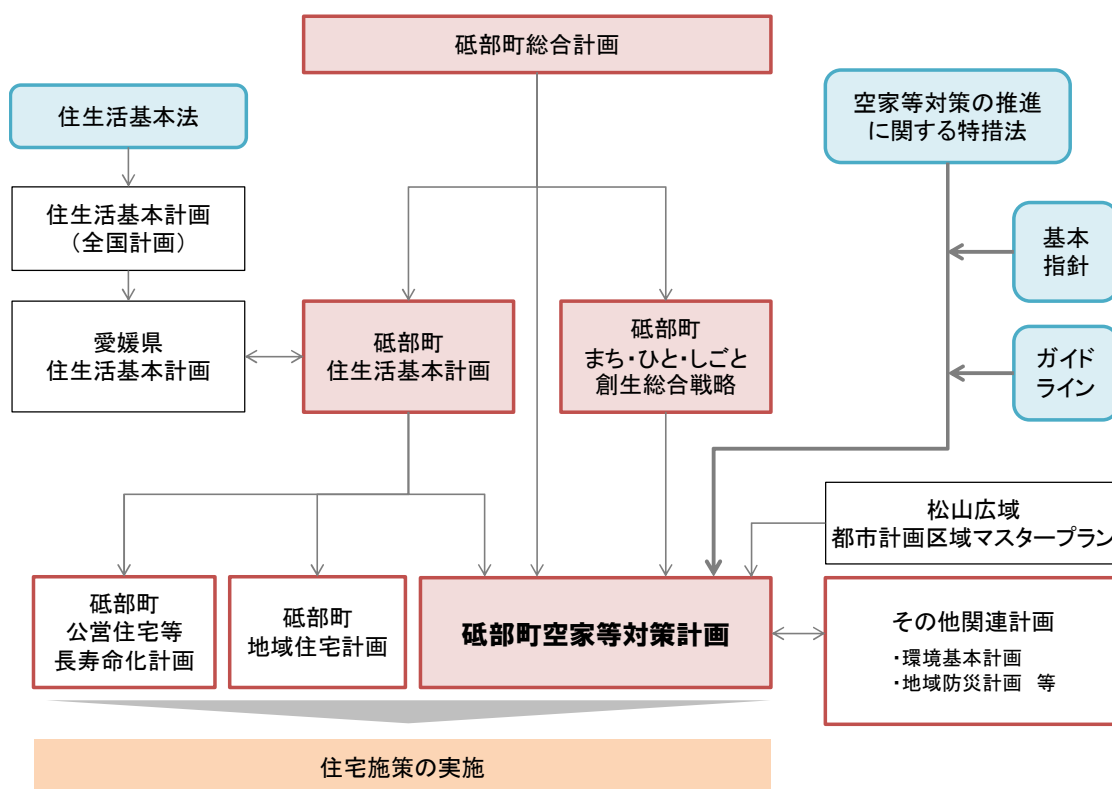 砥部町総合計画
住生活基本法
空家等対策の推進
に関する特措法
住生活基本計画
（全国計画）
基本
指針
愛媛県
住生活基本計画
砥部町
住生活基本計画
砥部町
まち・ひと・しごと
創生総合戦略
ガイド
ライン
松山広域
都市計画区域マスタープラン
砥部町
公営住宅等
長寿命化計画
砥部町
地域住宅計画
砥部町空家等対策計画
その他関連計画
・環境基本計画
・地域防災計画　等
住宅施策の実施